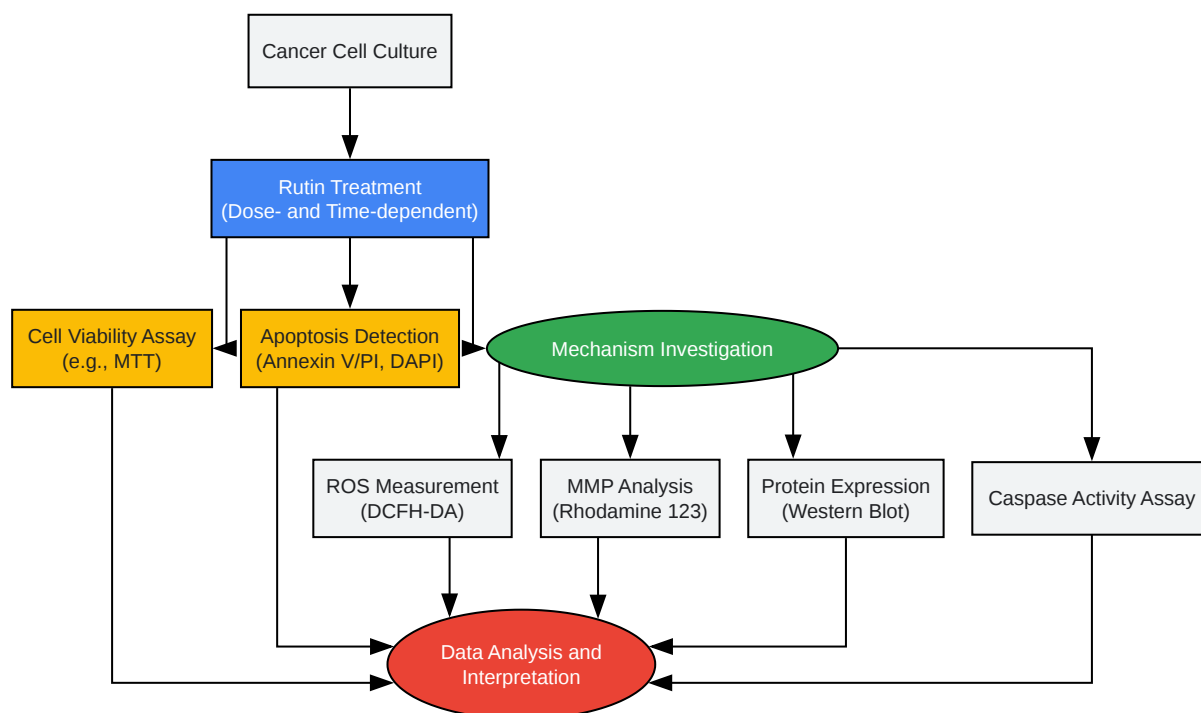 Cancer Cell Culture
Rutin Treatment
(Dose- and Time-dependent)
Cell Viability Assay
(e.g., MTT)
Apoptosis Detection
(Annexin V/PI, DAPI)
Mechanism Investigation
ROS Measurement
(DCFH-DA)
MMP Analysis
(Rhodamine 123)
Protein Expression
(Western Blot)
Caspase Activity Assay
Data Analysis and
Interpretation